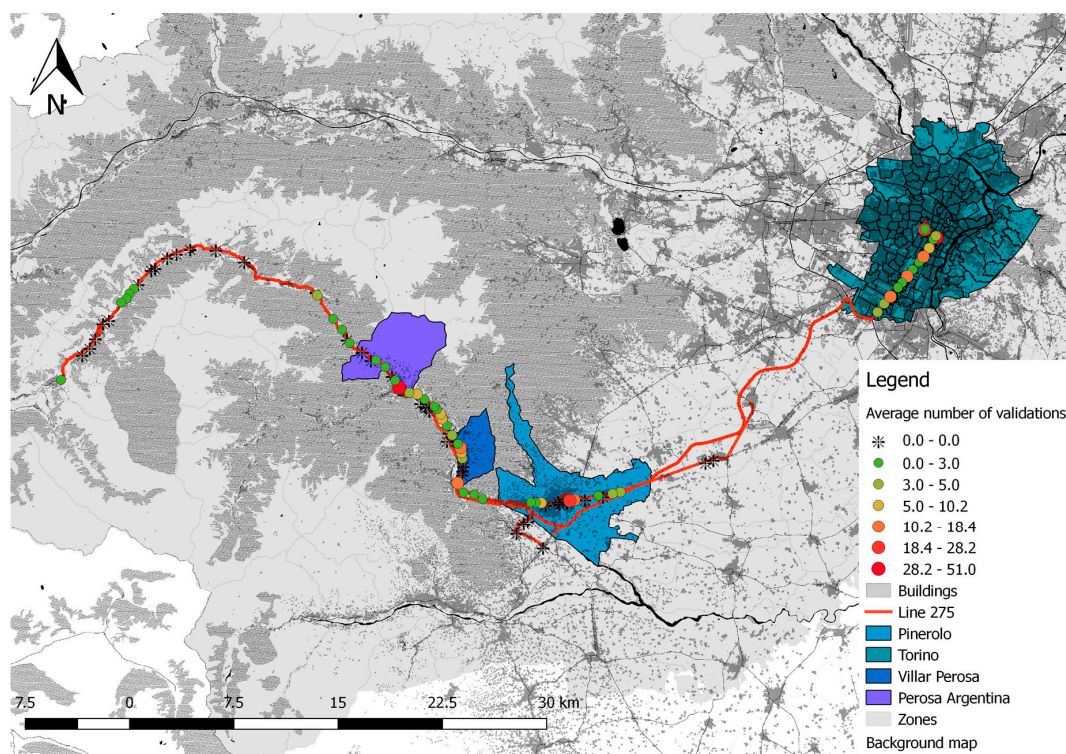 N
Legend
Average number of validations
0.0 - 0.0
0.0 - 3.0
3.0 - 5.0
5.0 - 10.2
10.2 - 18.4
18.4 - 28.2
28.2 - 51.0
Buildings
Line 275
Pinerolo
Torino
Villar Perosa
Perosa Argentina
Zones
Background map
7.5 0 7.5 15 22.5 30 km